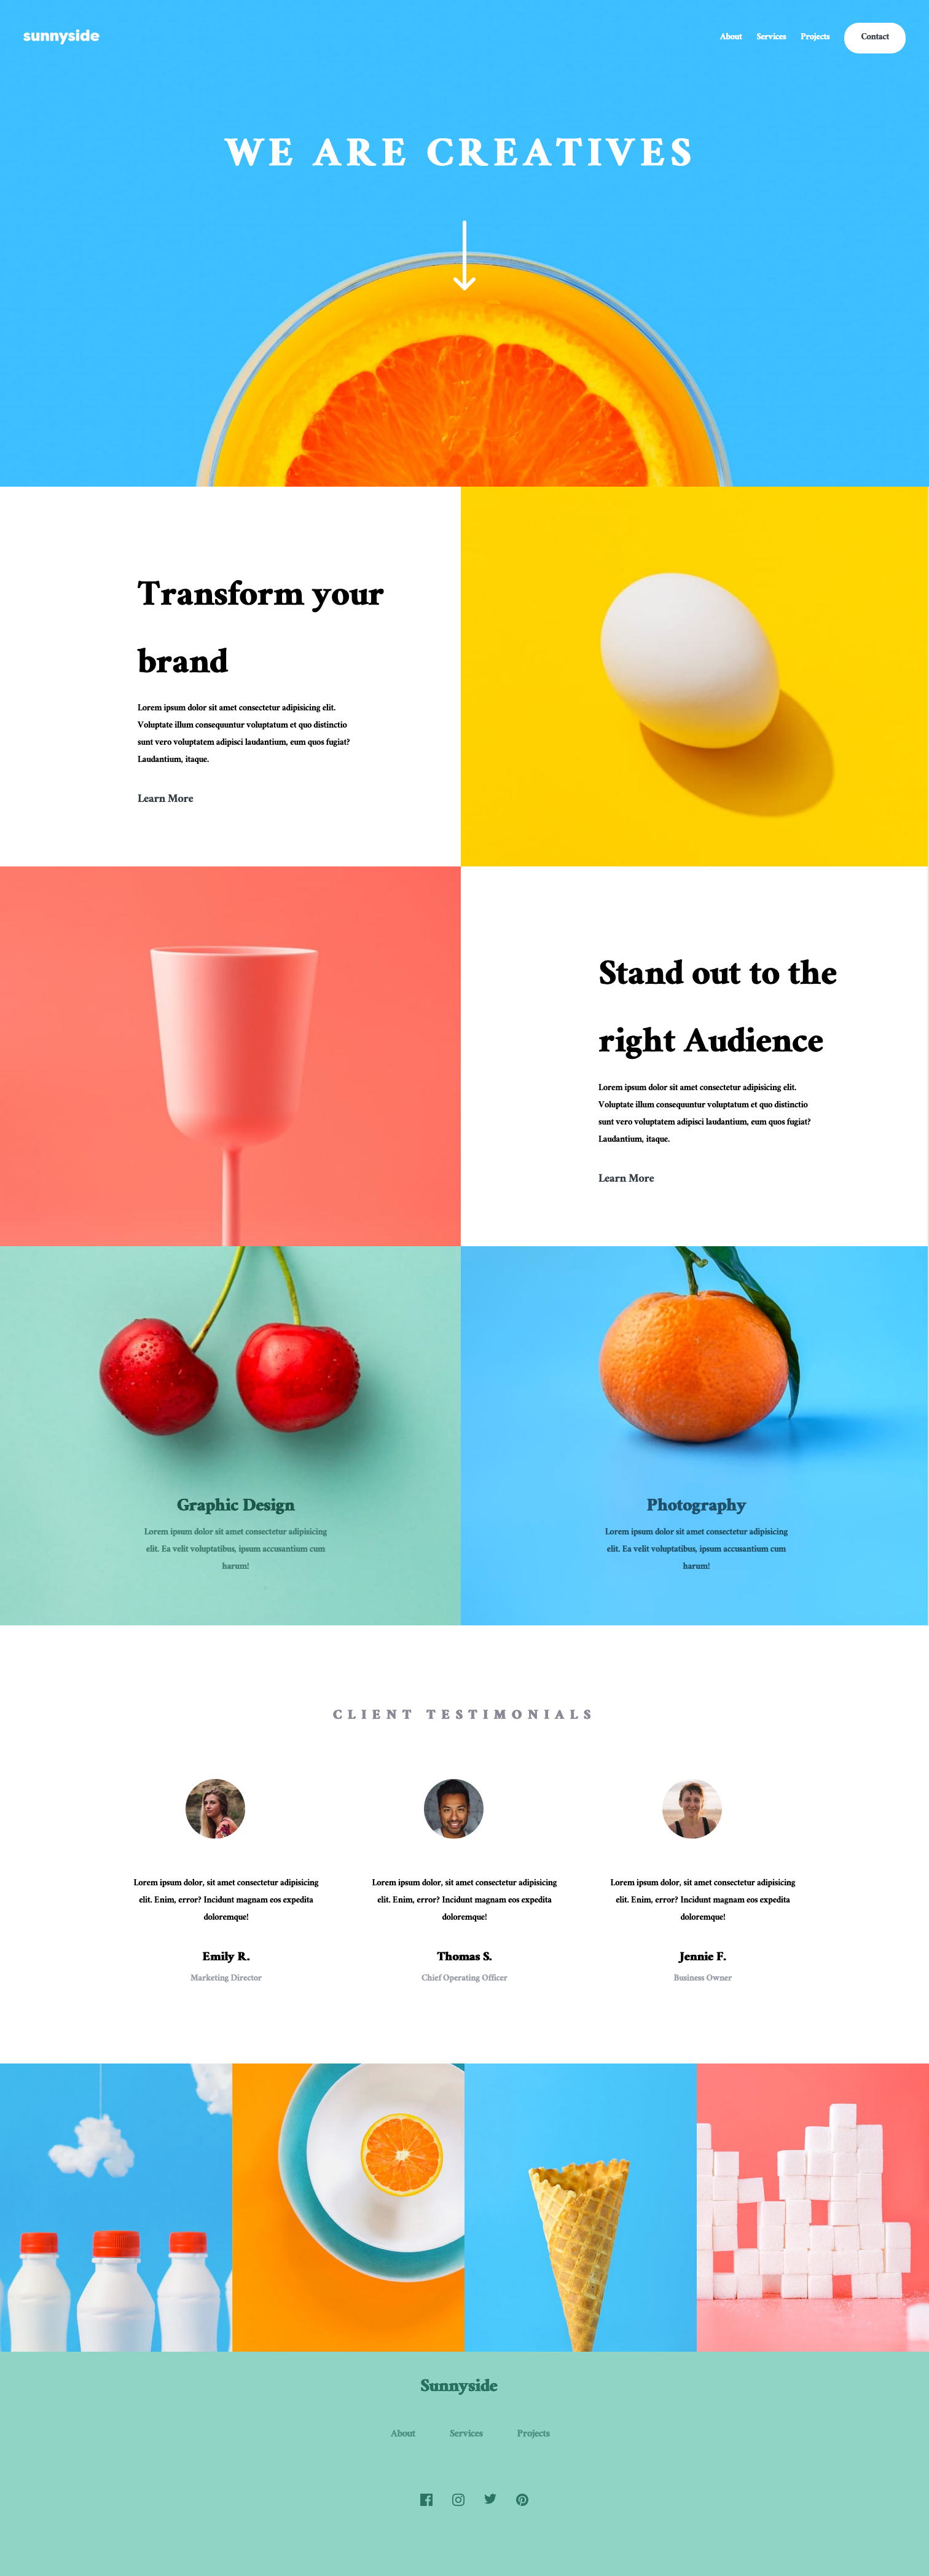 sunnyside
About Services Projects Contact
WE ARE CREATIVES
Transform your
brand
Lorem ipsum dolor sit amet consectetur adipisicing elit.
Voluptate illum consequuntur voluptatum et quo distinctio
sunt vero voluptatem adipisci laudantium, eum quos fugiat?
Laudantium, itaque.
Learn More
Stand out to the
right Audience
Lorem ipsum dolor sit amet consectetur adipisicing elit.
Voluptate illum consequuntur voluptatum et quo distinctio
sunt vero voluptatem adipisci laudantium, eum quos fugiat?
Laudantium, itaque.
Learn More
Graphic Design
Lorem ipsum dolor sit amet consectetur adipisicing
elit. Ea velit voluptatibus, ipsum accusantium cum
harum!
Photography
Lorem ipsum dolor sit amet consectetur adipisicing
elit. Ea velit voluptatibus, ipsum accusantium cum
harum!
CLIENT TESTIMONIALS
Lorem ipsum dolor, sit amet consectetur adipisicing
elit. Enim, error? Incidunt magnam eos expedita
doloremque!
Emily R.
Marketing Director
Lorem ipsum dolor, sit amet consectetur adipisicing
elit. Enim, error? Incidunt magnam eos expedita
doloremque!
Thomas S.
Chief Operating Officer
Lorem ipsum dolor, sit amet consectetur adipisicing
elit. Enim, error? Incidunt magnam eos expedita
doloremque!
Jennie F.
Business Owner
Sunnyside
About Services Projects